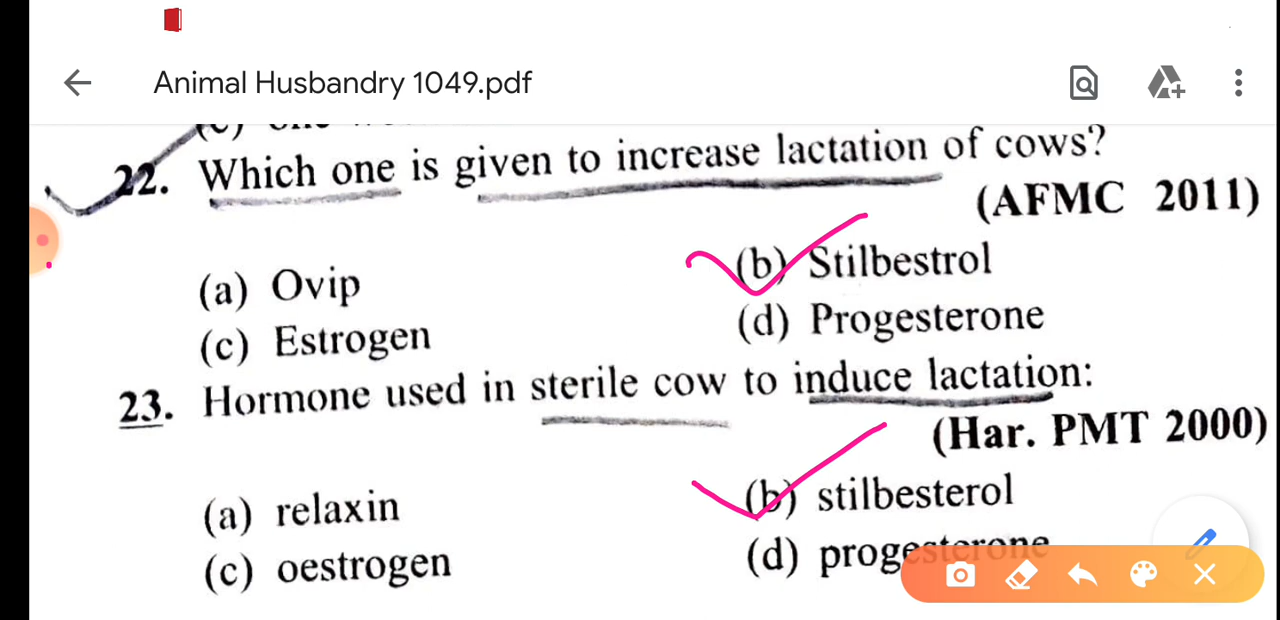 Animal Husbandry 1049.pdf
22. Which one is given to increase lactation of cows?
(AFMC 2011)
(a) Ovip (b) Stilbestrol
(c) Estrogen (d) Progesterone
23. Hormone used in sterile cow to induce lactation:
(Har. PMT 2000)
(a) relaxin (b) stilbesterol
(c) oestrogen (d) progesterone